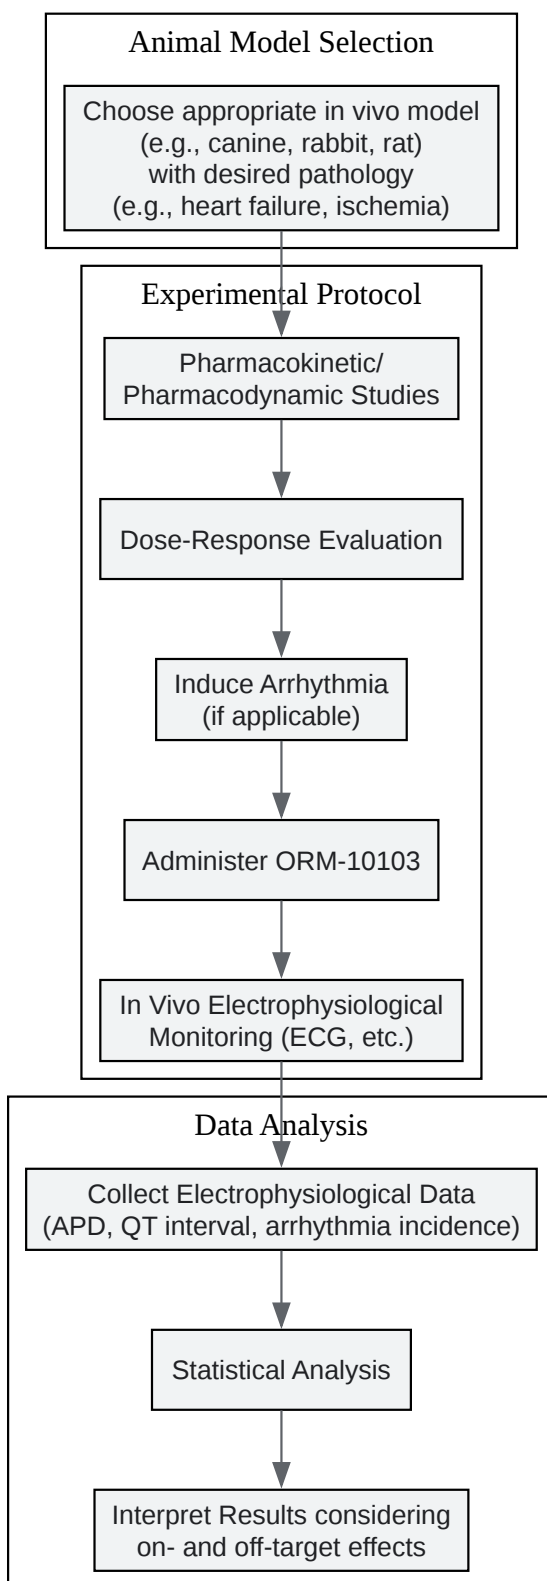 Animal Model Selection
Choose appropriate in vivo model
(e.g., canine, rabbit, rat)
with desired pathology
(e.g., heart failure, ischemia)
Experimental Protocol
Pharmacokinetic/
Pharmacodynamic Studies
Dose-Response Evaluation
Induce Arrhythmia
(if applicable)
Administer ORM-10103
In Vivo Electrophysiological
Monitoring (ECG, etc.)
Data Analysis
Collect Electrophysiological Data
(APD, QT interval, arrhythmia incidence)
Statistical Analysis
Interpret Results considering
on- and off-target effects